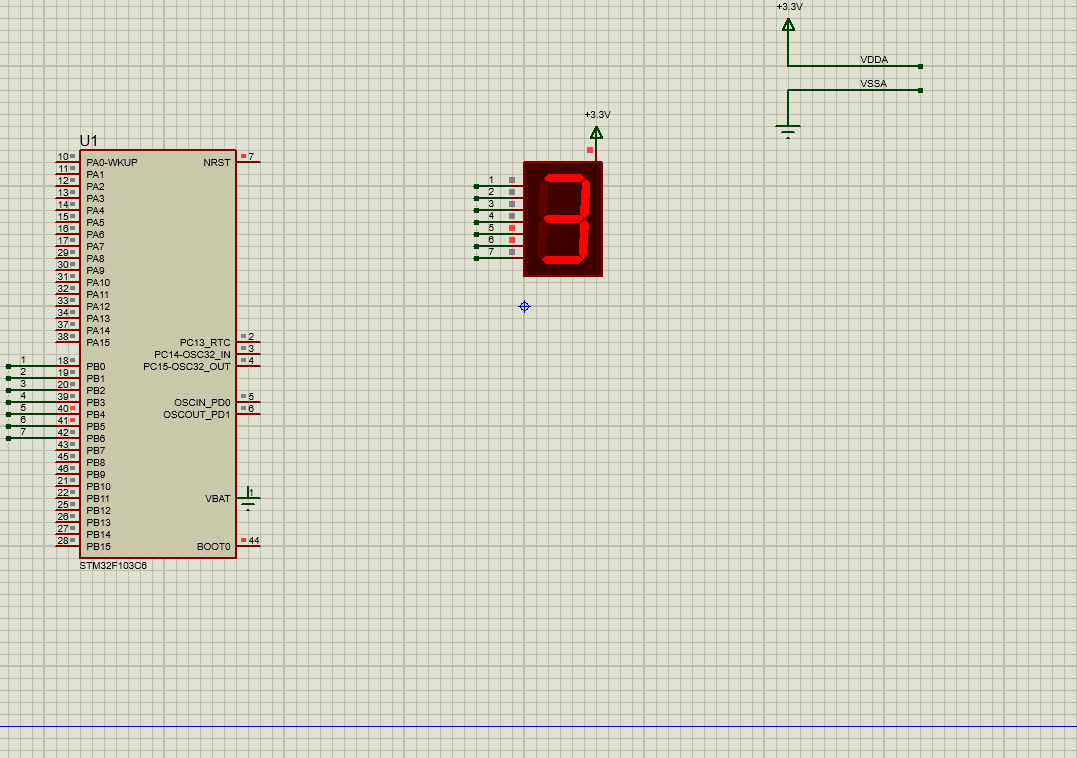 +3.3V
VDDA
VSSA
+3.3V
U1
10 PA0-WKUP NRST 7
11 PA1
12 PA2
13 PA3
14 PA4
15 PA5
16 PA6
17 PA7
29 PA8
30 PA9
31 PA10
32 PA11
33 PA12
34 PA13
37 PA14
38 PA15 PC13_RTC 2
PC14-OSC32_IN 3
1 18 PB0 PC15-OSC32_OUT 4
2 19 PB1
3 20 PB2
4 39 PB3 OSCIN_PD0 5
5 40 PB4 OSCOUT_PD1 6
6 41 PB5
7 42 PB6
43 PB7
45 PB8
46 PB9
21 PB10
22 PB11 VBAT 1
25 PB12
26 PB13
27 PB14
28 PB15 BOOT0 44
STM32F103C6
1
2
3
4
5
6
7
3